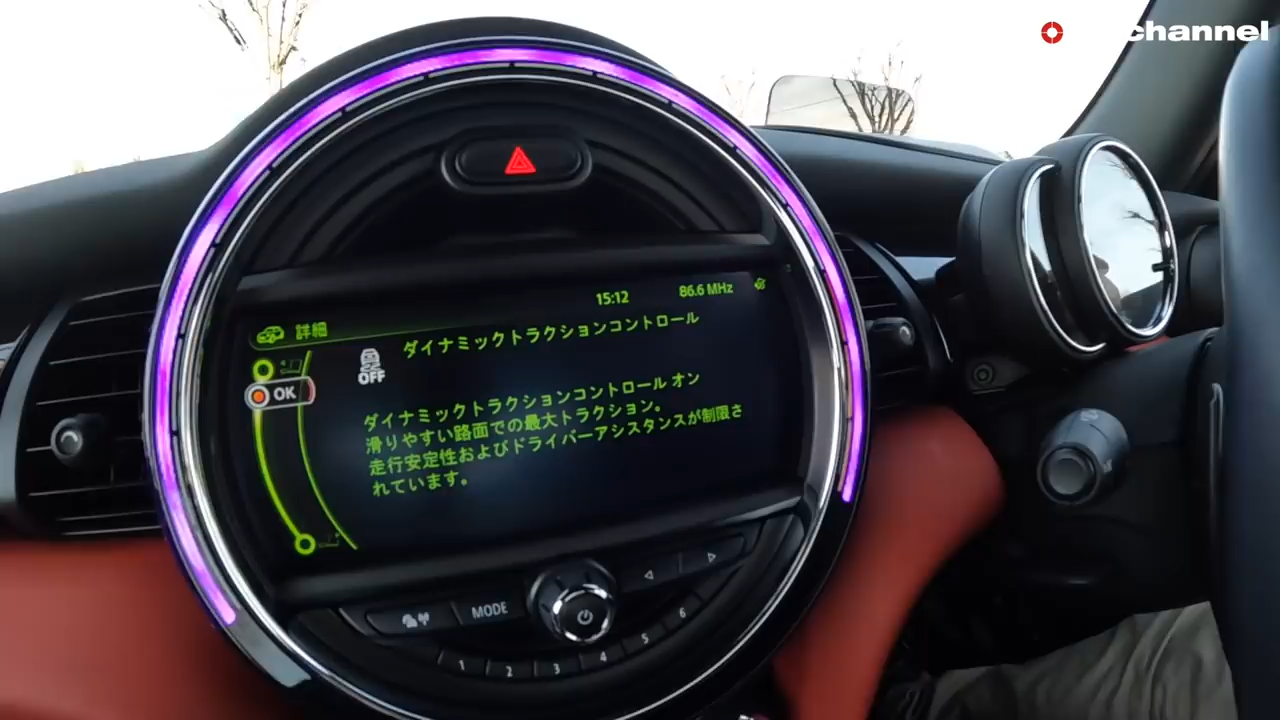 channel
15:12
86.6 MHz
詳細
ダイナミックトラクションコントロール
OFF
OK
ダイナミックトラクションコントロール オン
滑りやすい路面での最大トラクション。
走行安定性およびドライバーアシスタンスが制限さ
れています。
MODE
1 2 3 4 5 6